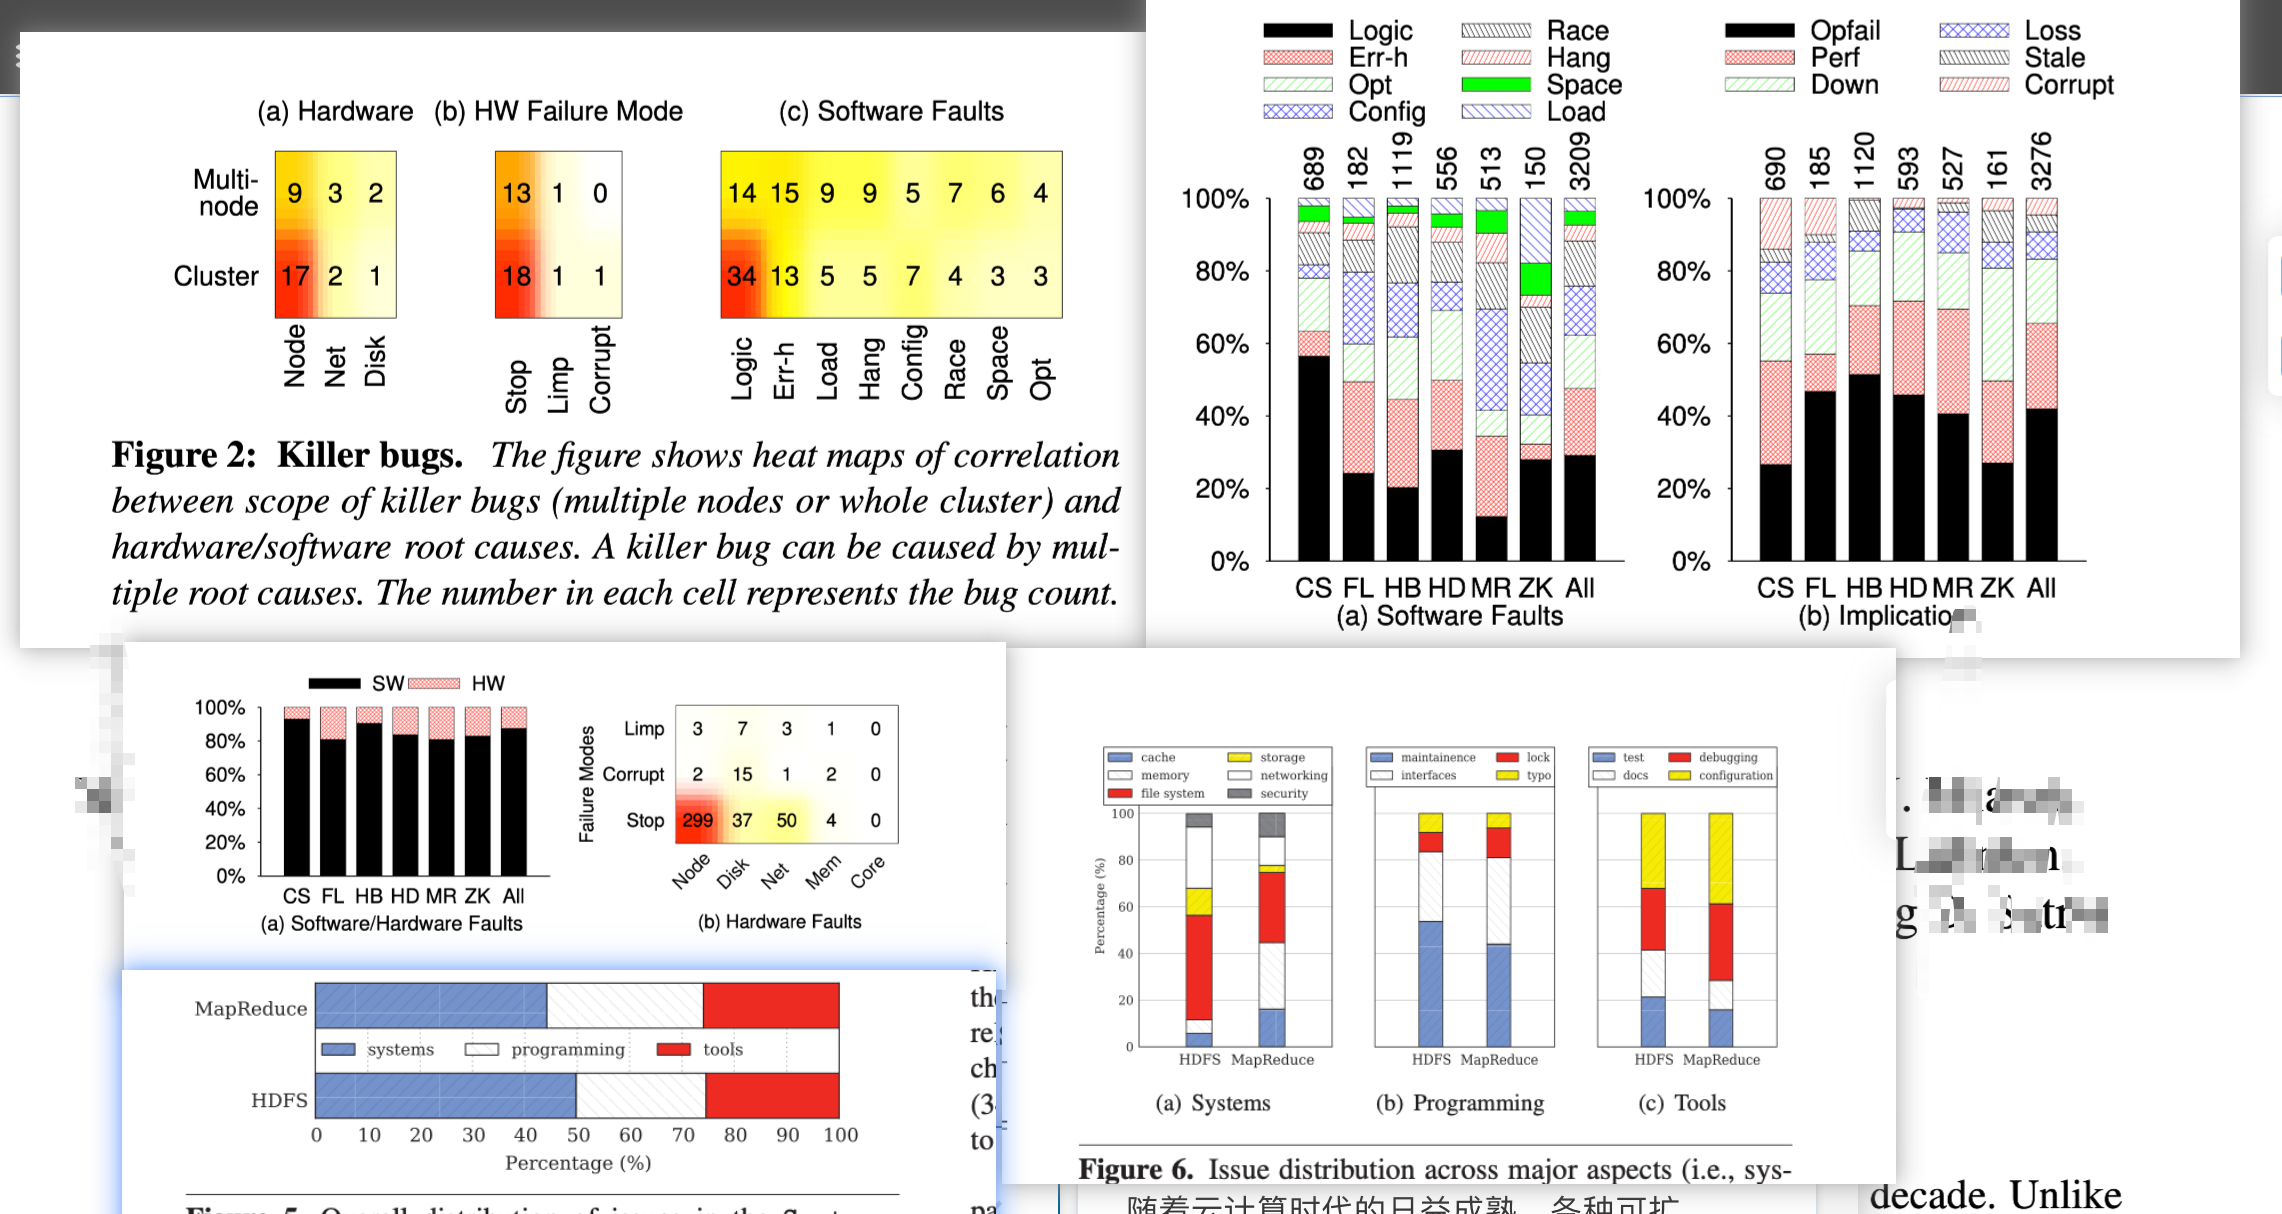 (a) Hardware
(b) HW Failure Mode
(c) Software Faults
Multi-
node
9 3 2
13 1 0
14 15 9 9 5 7 6 4
Cluster
17 2 1
18 1 1
34 13 5 5 7 4 3 3
Node
Net
Disk
Stop
Limp
Corrupt
Logic
Err-h
Load
Hang
Config
Race
Space
Opt
Figure 2: Killer bugs. The figure shows heat maps of correlation
between scope of killer bugs (multiple nodes or whole cluster) and
hardware/software root causes. A killer bug can be caused by mul-
tiple root causes. The number in each cell represents the bug count.
Logic Race
Err-h Hang
Opt Space
Config Load
689 182 1119 556 513 150 3209
100%
80%
60%
40%
20%
0%
CS FL HB HD MR ZK All
(a) Software Faults
Opfail Loss
Perf Stale
Down Corrupt
690 185 1120 593 527 161 3276
100%
80%
60%
40%
20%
0%
CS FL HB HD MR ZK All
(b) Implicatio
SW HW
100%
80%
60%
40%
20%
0%
CS FL HB HD MR ZK All
(a) Software/Hardware Faults
Failure Modes
Limp 3 7 3 1 0
Corrupt 2 15 1 2 0
Stop 299 37 50 4 0
Node Disk Net Mem Core
(b) Hardware Faults
MapReduce
systems programming tools
HDFS
0 10 20 30 40 50 60 70 80 90 100
Percentage (%)
the
re
ch
(3
to
cache storage
memory networking
file system security
Percentage (%)
100
80
60
40
20
0
HDFS MapReduce
(a) Systems
maintainence lock
interfaces typo
HDFS MapReduce
(b) Programming
test debugging
docs configuration
HDFS MapReduce
(c) Tools
Figure 6. Issue distribution across major aspects (i.e., sys-
随着云计算时代的日益成熟，各种可扩
decade. Unlike